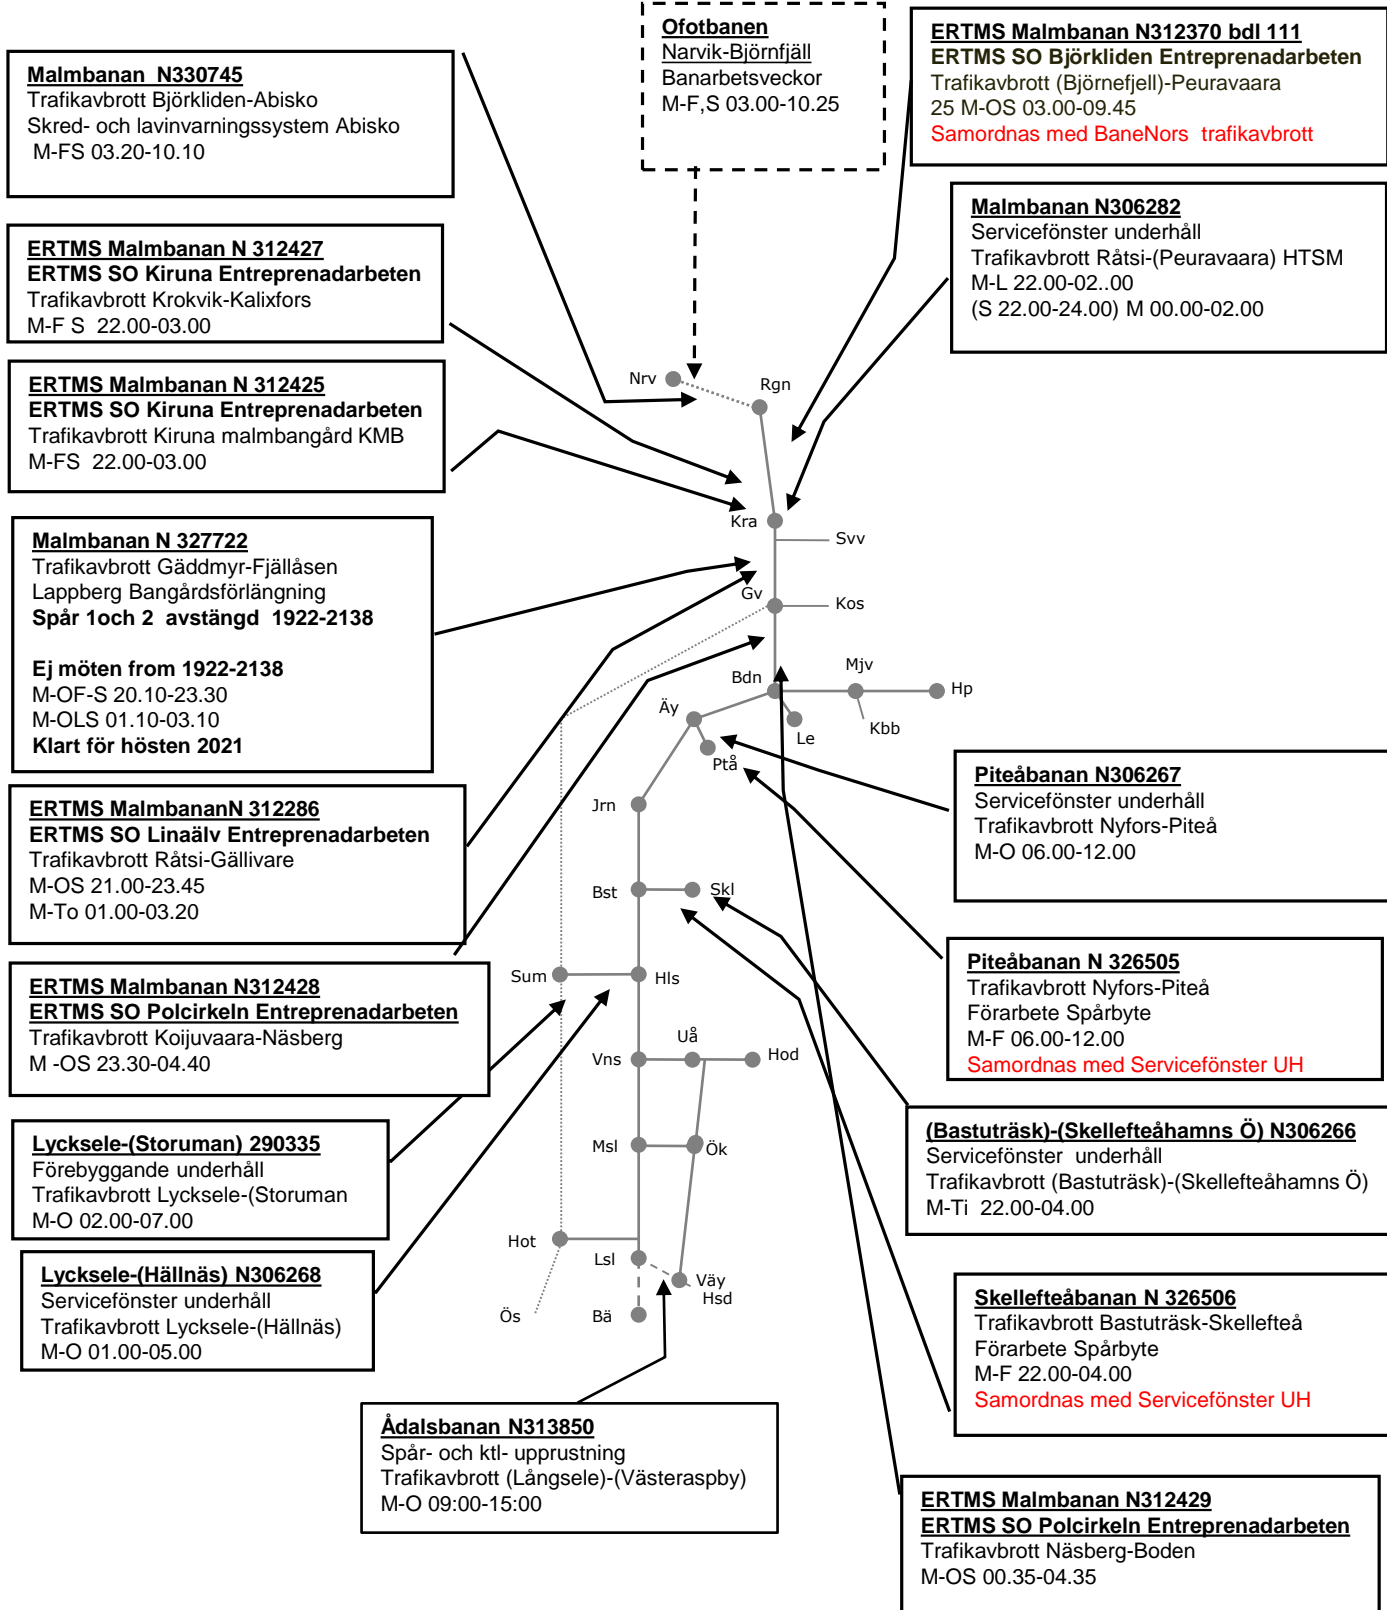 Ofotbanen
Narvik-Björnfjäll
Banarbetsveckor
M-F,S 03.00-10.25
ERTMS Malmbanan N312370 bdl 111
ERTMS SO Björkliden Entreprenadarbeten
Trafikavbrott (Björnefjell)-Peuravaara
25 M-OS 03.00-09.45
Samordnas med BaneNors  trafikavbrott
Malmbanan  N330745
Trafikavbrott Björkliden-Abisko
Skred- och lavinvarningssystem Abisko
M-FS 03.20-10.10
Malmbanan N306282
Servicefönster underhåll
Trafikavbrott Råtsi-(Peuravaara) HTSM
M-L 22.00-02..00
(S 22.00-24.00) M 00.00-02.00
ERTMS Malmbanan N 312427
ERTMS SO Kiruna Entreprenadarbeten
Trafikavbrott Krokvik-Kalixfors
M-F S  22.00-03.00
ERTMS Malmbanan N 312425
ERTMS SO Kiruna Entreprenadarbeten
Trafikavbrott Kiruna malmbangård KMB
M-FS  22.00-03.00
Malmbanan N 327722
Trafikavbrott Gäddmyr-Fjällåsen
Lappberg Bangårdsförlängning
Spår 1och 2  avstängd  1922-2138
Ej möten from 1922-2138
M-OF-S 20.10-23.30
M-OLS 01.10-03.10
Klart för hösten 2021
ERTMS MalmbananN 312286
ERTMS SO Linaälv Entreprenadarbeten
Trafikavbrott Råtsi-Gällivare
M-OS 21.00-23.45
M-To 01.00-03.20
ERTMS Malmbanan N312428
ERTMS SO Polcirkeln Entreprenadarbeten
Trafikavbrott Koijuvaara-Näsberg
M -OS 23.30-04.40
Lycksele-(Storuman) 290335
Förebyggande underhåll
Trafikavbrott Lycksele-(Storuman
M-O 02.00-07.00
Lycksele-(Hällnäs) N306268
Servicefönster underhåll
Trafikavbrott Lycksele-(Hällnäs)
M-O 01.00-05.00
Ådalsbanan N313850
Spår- och ktl- upprustning
Trafikavbrott (Långsele)-(Västeraspby)
M-O 09:00-15:00
Nrv
Rgn
Kra
Svv
Gv
Kos
Bdn
Mjv
Hp
Kbb
Le
Äy
Ptå
Jrn
Bst
Skl
Sum
Hls
Vns
Uå
Hod
Msl
Ök
Hot
Lsl
Väy
Hsd
Ös
Bä
Piteåbanan N306267
Servicefönster underhåll
Trafikavbrott Nyfors-Piteå
M-O 06.00-12.00
Piteåbanan N 326505
Trafikavbrott Nyfors-Piteå
Förarbete Spårbyte
M-F 06.00-12.00
Samordnas med Servicefönster UH
(Bastuträsk)-(Skellefteåhamns Ö) N306266
Servicefönster  underhåll
Trafikavbrott (Bastuträsk)-(Skellefteåhamns Ö)
M-Ti  22.00-04.00
Skellefteåbanan N 326506
Trafikavbrott Bastuträsk-Skellefteå
Förarbete Spårbyte
M-F 22.00-04.00
Samordnas med Servicefönster UH
ERTMS Malmbanan N312429
ERTMS SO Polcirkeln Entreprenadarbeten
Trafikavbrott Näsberg-Boden
M-OS 00.35-04.35